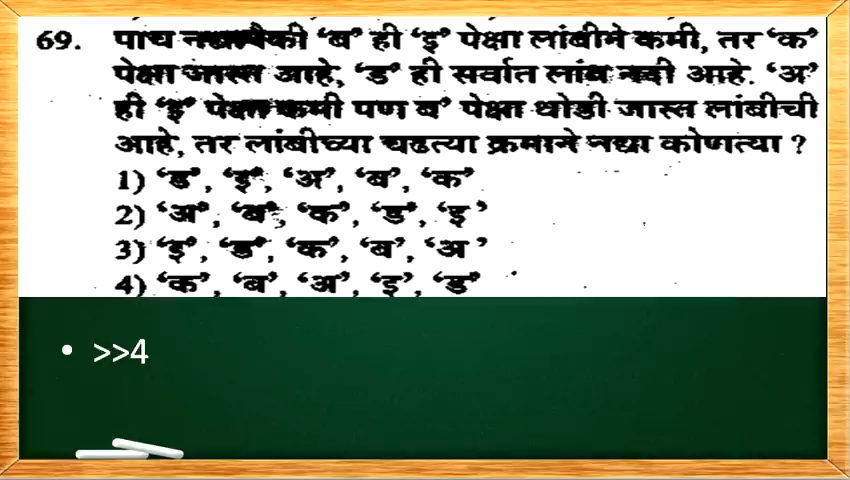 69. पाच नद्यापैकी ‘ब’ ही ‘इ’ पेक्षा लांबीने कमी, तर ‘क’
पेक्षा जास्त आहे, ‘ड’ ही सर्वात लांब नदी आहे. ‘अ’
ही ‘इ’ पेक्षा कमी पण ब’ पेक्षा थोडी जास्त लांबीची
आहे, तर लांबीच्या चढत्या क्रमाने नद्या कोणत्या ?
1) ‘ड’, ‘इ’, ‘अ’, ‘ब’, ‘क’
2) ‘अ’, ‘ब’, ‘क’, ‘ड’, ‘इ’
3) ‘इ’, ‘ड’, ‘क’, ‘ब’, ‘अ’
4) ‘क’, ‘ब’, ‘अ’, ‘इ’, ‘ड’
• >>4